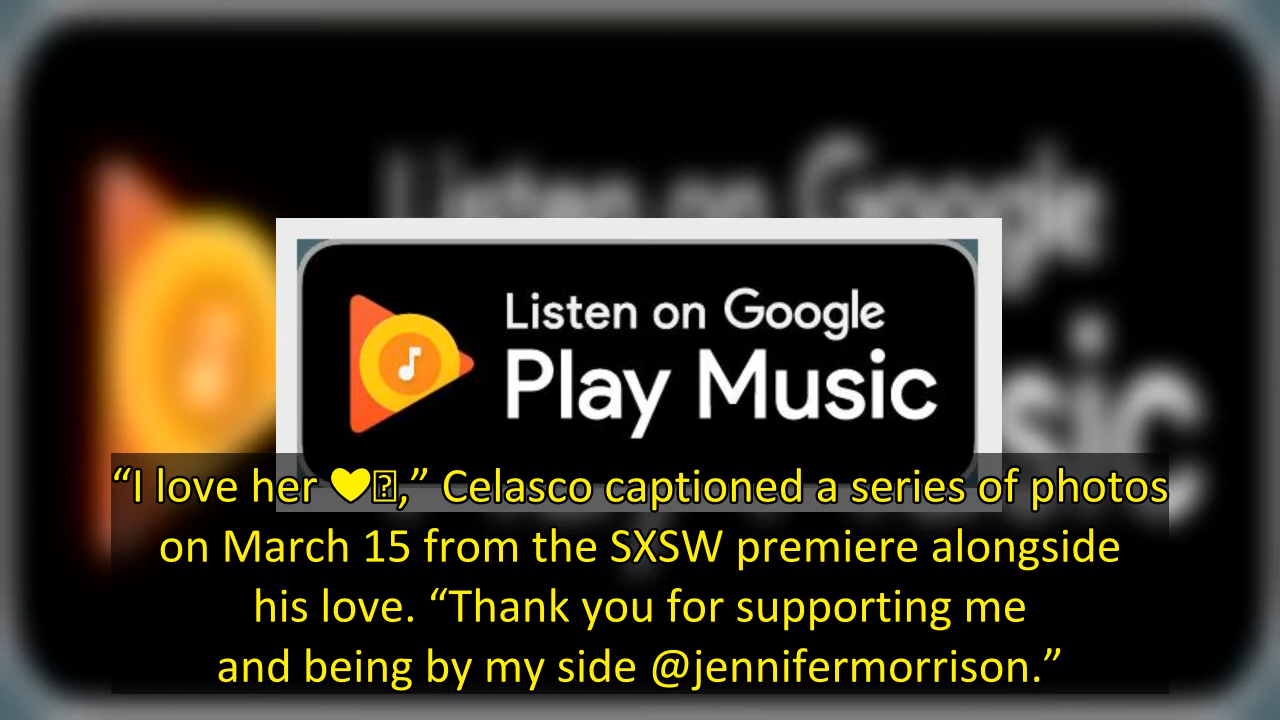 Listen on Google
Play Music
“I love her ♥,” Celasco captioned a series of photos
on March 15 from the SXSW premiere alongside
his love. “Thank you for supporting me
and being by my side @jennifermorrison.”